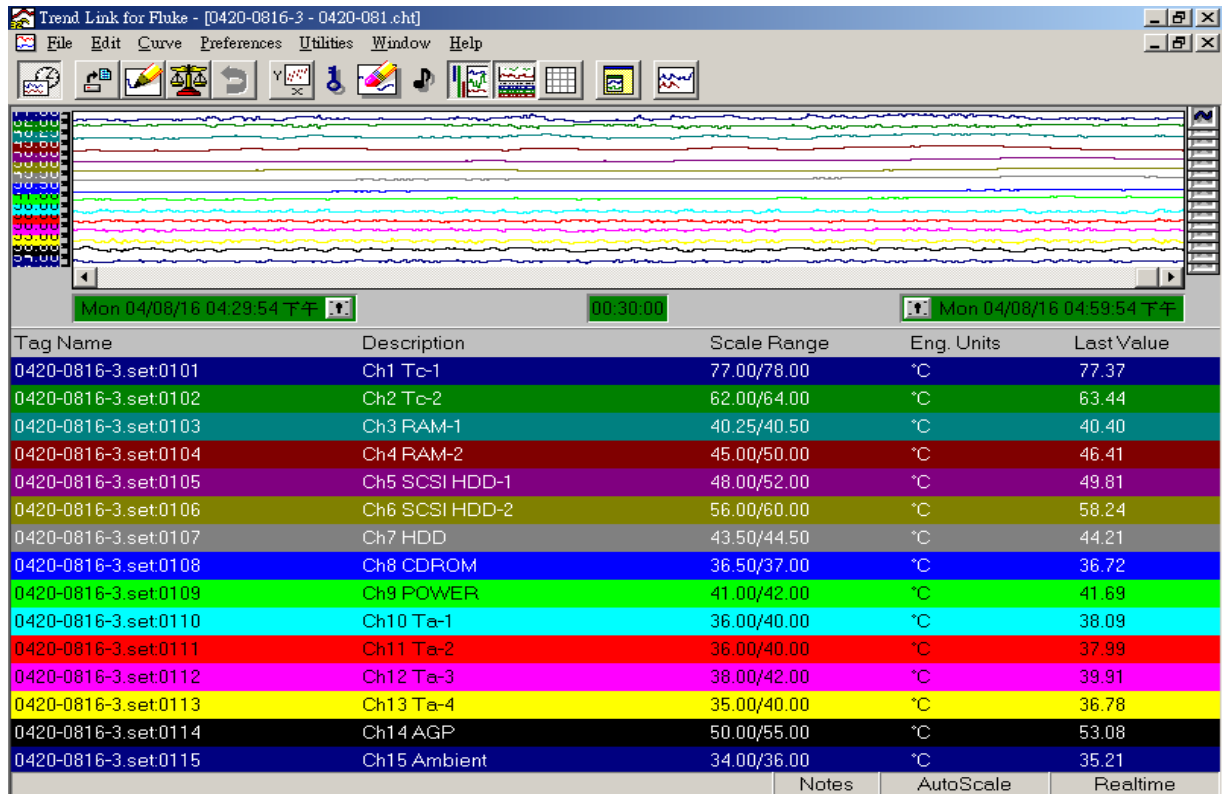 Trend Link for Fluke - [0420-0816-3 - 0420-081.cht]
File Edit Curve Preferences Utilities Window Help
Mon 04/08/16 04:29:54 下午 00:30:00 Mon 04/08/16 04:59:54 下午
Tag Name Description Scale Range Eng. Units Last Value
0420-0816-3.set:0101 Ch1 Tc-1 77.00/78.00 °C 77.37
0420-0816-3.set:0102 Ch2 Tc-2 62.00/64.00 °C 63.44
0420-0816-3.set:0103 Ch3 RAM-1 40.25/40.50 °C 40.40
0420-0816-3.set:0104 Ch4 RAM-2 45.00/50.00 °C 46.41
0420-0816-3.set:0105 Ch5 SCSI HDD-1 48.00/52.00 °C 49.81
0420-0816-3.set:0106 Ch6 SCSI HDD-2 56.00/60.00 °C 58.24
0420-0816-3.set:0107 Ch7 HDD 43.50/44.50 °C 44.21
0420-0816-3.set:0108 Ch8 CDROM 36.50/37.00 °C 36.72
0420-0816-3.set:0109 Ch9 POWER 41.00/42.00 °C 41.69
0420-0816-3.set:0110 Ch10 Ta-1 36.00/40.00 °C 38.09
0420-0816-3.set:0111 Ch11 Ta-2 36.00/40.00 °C 37.99
0420-0816-3.set:0112 Ch12 Ta-3 38.00/42.00 °C 39.91
0420-0816-3.set:0113 Ch13 Ta-4 35.00/40.00 °C 36.78
0420-0816-3.set:0114 Ch14 AGP 50.00/55.00 °C 53.08
0420-0816-3.set:0115 Ch15 Ambient 34.00/36.00 °C 35.21
Notes AutoScale Realtime